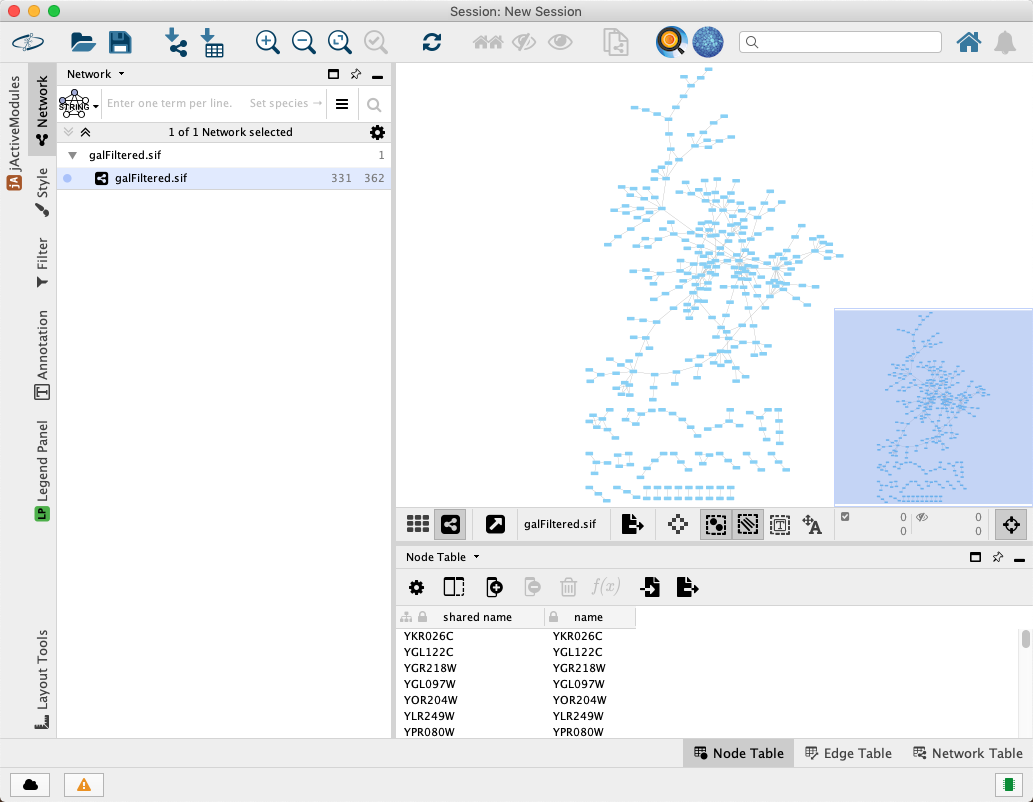 Session: New Session
jActiveModules
jA
Network
Style
Filter
Annotation
T
Legend Panel
LP
Layout Tools
Network
STRING
Enter one term per line.
Set species →
1 of 1 Network selected
galFiltered.sif 1
galFiltered.sif 331 362
galFiltered.sif
T
A
0 0
0 0
Node Table
f(x)
shared name name
YKR026C YKR026C
YGL122C YGL122C
YGR218W YGR218W
YGL097W YGL097W
YOR204W YOR204W
YLR249W YLR249W
YPR080W YPR080W
Node Table Edge Table Network Table